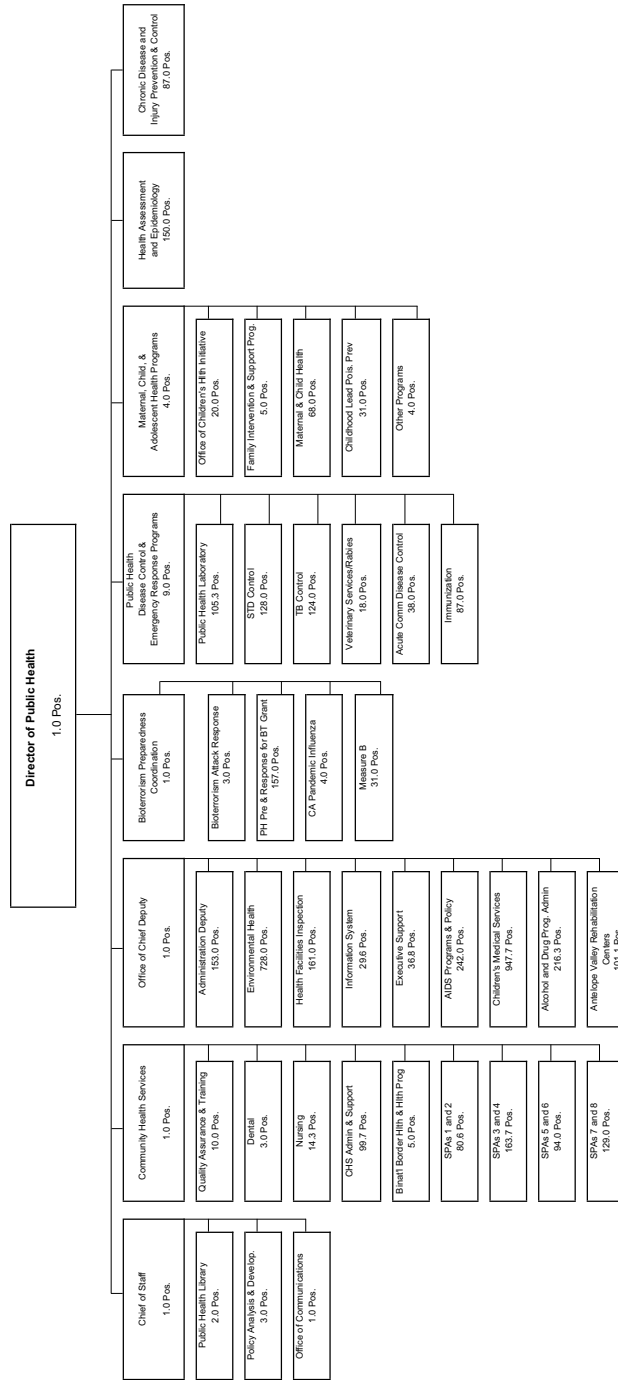 Director of Public Health
1.0 Pos.
Chief of Staff
1.0 Pos.
Public Health Library
2.0 Pos.
Policy Analysis & Develop.
3.0 Pos.
Office of Communications
1.0 Pos.
Community Health Services
1.0 Pos.
Quality Assurance & Training
10.0 Pos.
Dental
3.0 Pos.
Nursing
14.3 Pos.
CHS Admin & Support
99.7 Pos.
Binat'l Border Hlth & Hlth Prog
5.0 Pos.
SPAs 1 and 2
80.6 Pos.
SPAs 3 and 4
163.7 Pos.
SPAs 5 and 6
94.0 Pos.
SPAs 7 and 8
129.0 Pos.
Office of Chief Deputy
1.0 Pos.
Administration Deputy
153.0 Pos.
Environmental Health
728.0 Pos.
Health Facilities Inspection
161.0 Pos.
Information System
29.6 Pos.
Executive Support
36.8 Pos.
AIDS Programs & Policy
242.0 Pos.
Children's Medical Services
947.7 Pos.
Alcohol and Drug Prog. Admin
216.3 Pos.
Antelope Valley Rehabilitation
Centers
101.1 Pos.
Bioterrorism Preparedness
Coordination
1.0 Pos.
Bioterrorism Attack Response
3.0 Pos.
PH Pre & Response for BT Grant
157.0 Pos.
CA Pandemic Influenza
4.0 Pos.
Measure B
31.0 Pos.
Public Health
Disease Control &
Emergency Response Programs
9.0 Pos.
Public Health Laboratory
105.3 Pos.
STD Control
128.0 Pos.
TB Control
124.0 Pos.
Veterinary Services/Rabies
18.0 Pos.
Acute Comm Disease Control
38.0 Pos.
Immunization
87.0 Pos.
Maternal, Child, &
Adolescent Health Programs
4.0 Pos.
Office of Children's Hlth Initiative
20.0 Pos.
Family Intervention & Support Prog.
5.0 Pos.
Maternal & Child Health
68.0 Pos.
Childhood Lead Pois. Prev
31.0 Pos.
Other Programs
4.0 Pos.
Health Assessment
and Epidemiology
150.0 Pos.
Chronic Disease and
Injury Prevention & Control
87.0 Pos.